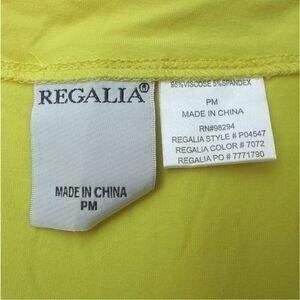 REGALIA®
MADE IN CHINA
PM
95%VISCOSE 5%SPANDEX
PM
MADE IN CHINA
RN#98294
REGALIA STYLE # P04547
REGALIA COLOR # 7072
REGALIA PO # 7771790